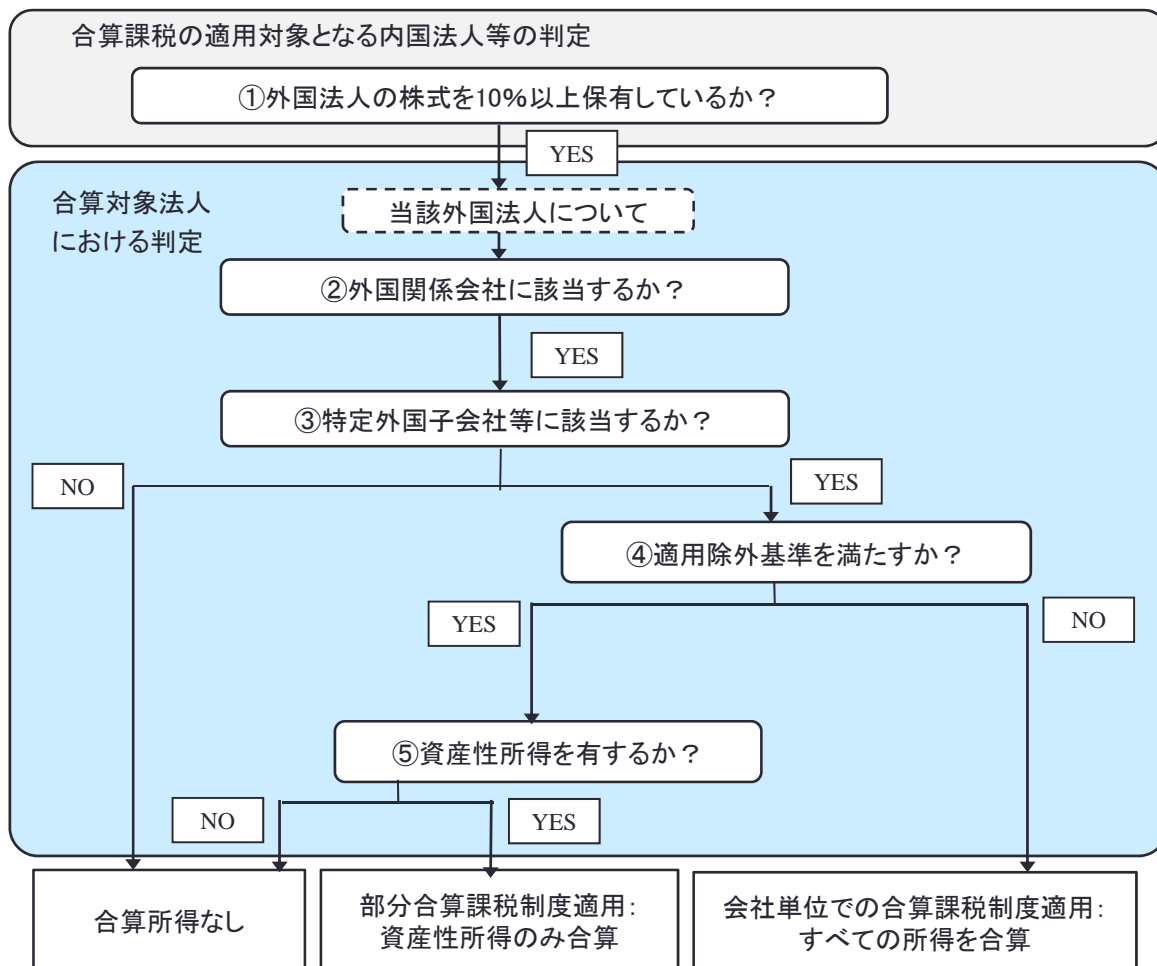 合算課税の適用対象となる内国法人等の判定
①外国法人の株式を10%以上保有しているか？
YES
合算対象法人
における判定
当該外国法人について
②外国関係会社に該当するか？
YES
③特定外国子会社等に該当するか？
NO
YES
④適用除外基準を満たすか？
YES
NO
⑤資産性所得を有するか？
NO
YES
合算所得なし
部分合算課税制度適用：
資産性所得のみ合算
会社単位での合算課税制度適用：
すべての所得を合算